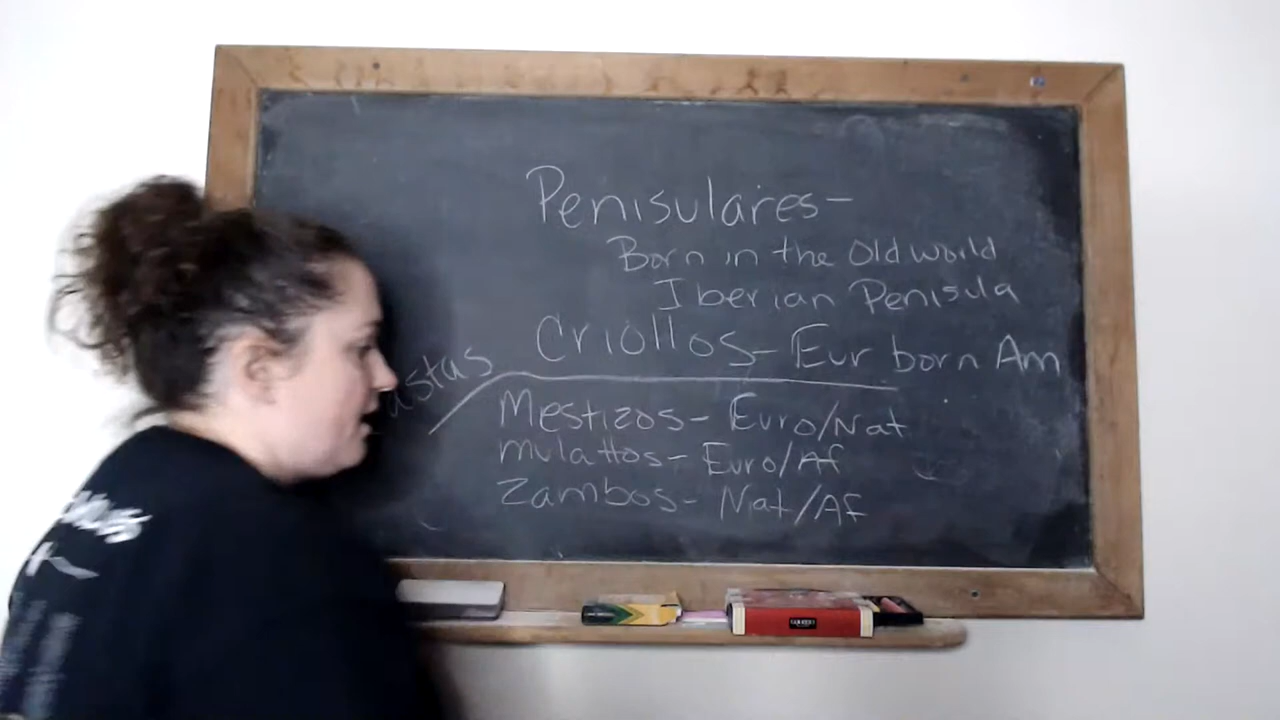 Penisulares-
Born in the Old world
Iberian Penisula
Criollos- Eur born Am
astas
Mestizos- Euro/Nat
Mulattos- Euro/Af
Zambos- Nat/Af